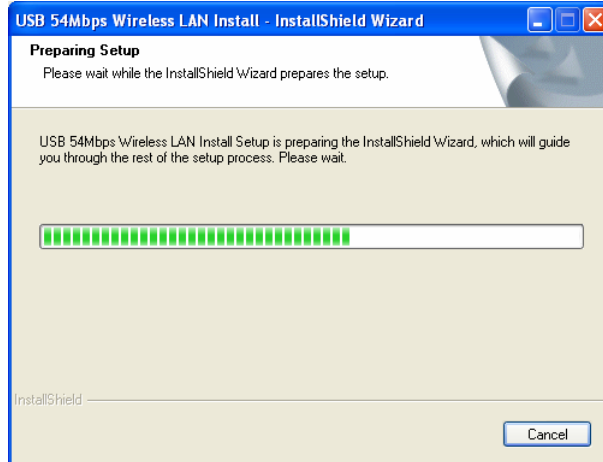 USB 54Mbps Wireless LAN Install - InstallShield Wizard
Preparing Setup
Please wait while the InstallShield Wizard prepares the setup.
USB 54Mbps Wireless LAN Install Setup is preparing the InstallShield Wizard, which will guide
you through the rest of the setup process. Please wait.
InstallShield
Cancel